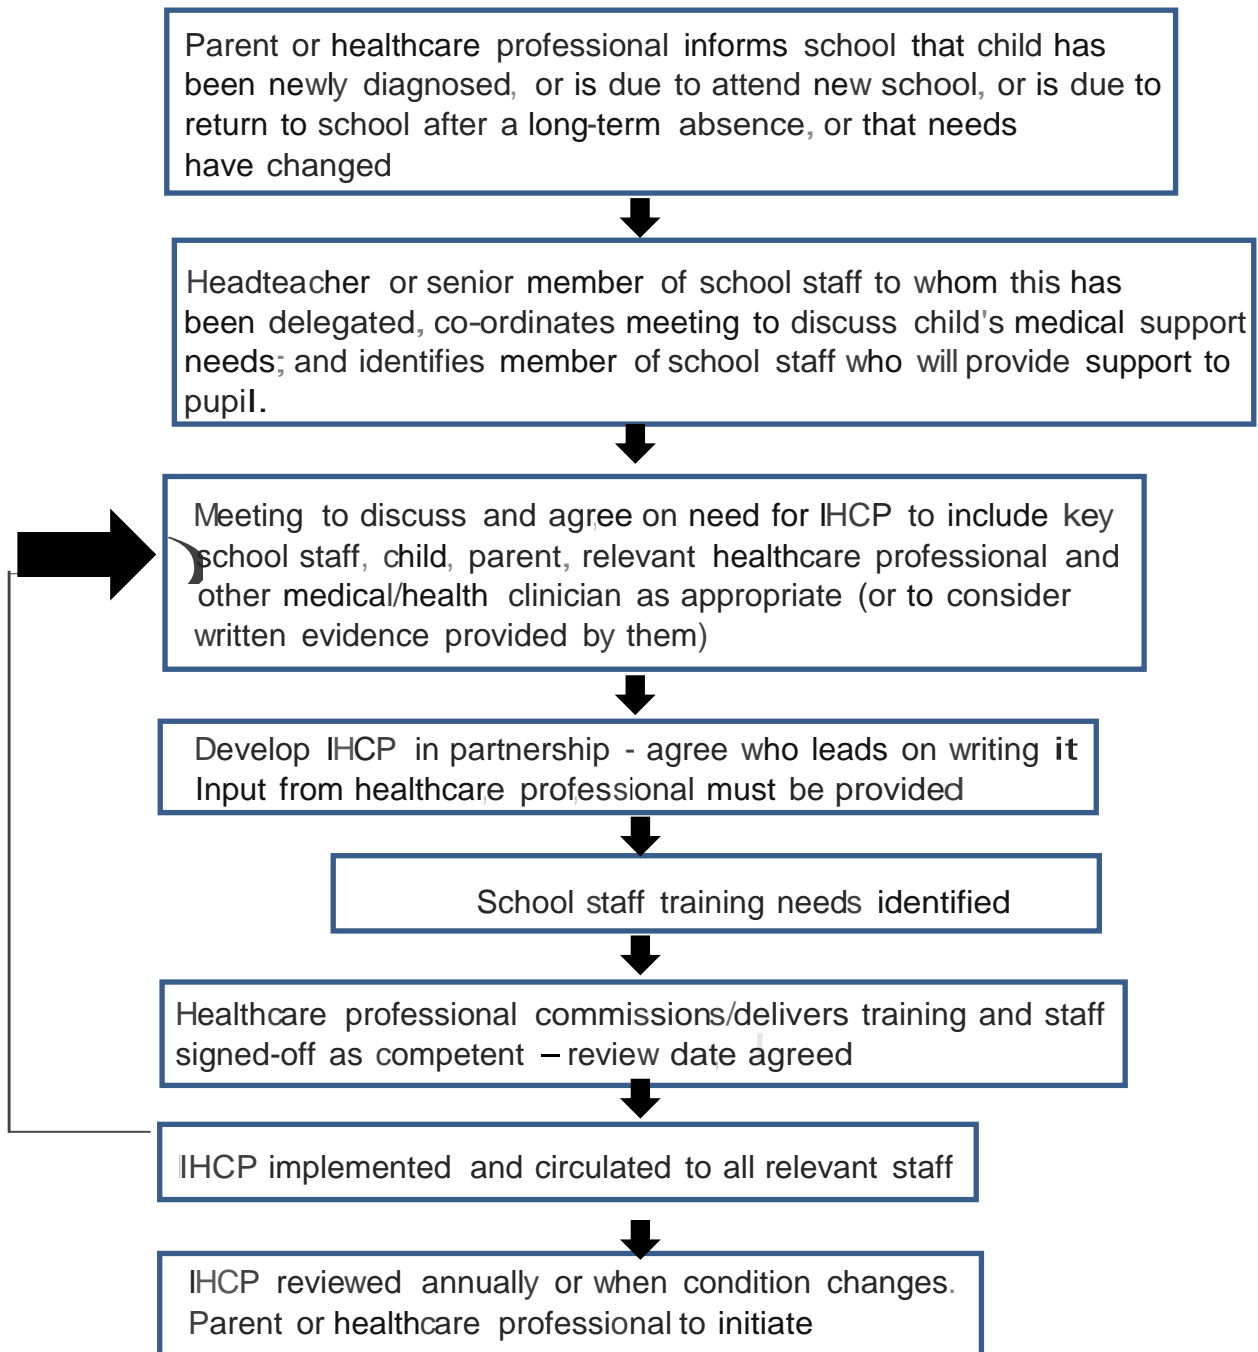 Parent or healthcare professional informs school that child has
been newly diagnosed, or is due to attend new school, or is due to
return to school after a long-term absence, or that needs
have changed
Headteacher or senior member of school staff to whom this has
been delegated, co-ordinates meeting to discuss child's medical support
needs; and identifies member of school staff who will provide support to
pupil.
Meeting to discuss and agree on need for IHCP to include key
school staff, child, parent, relevant healthcare professional and
other medical/health clinician as appropriate (or to consider
written evidence provided by them)
Develop IHCP in partnership - agree who leads on writing it
Input from healthcare professional must be provided
School staff training needs identified
Healthcare professional commissions/delivers training and staff
signed-off as competent – review date agreed
IHCP implemented and circulated to all relevant staff
IHCP reviewed annually or when condition changes.
Parent or healthcare professional to initiate